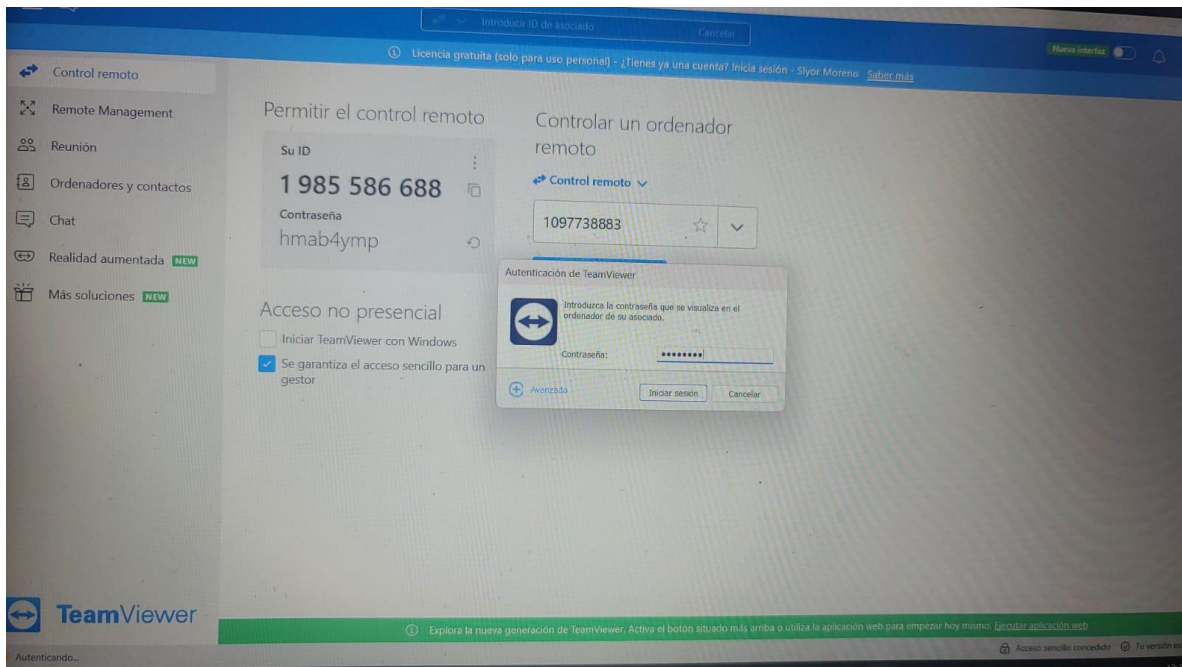 Introducir ID de asociado
Cancelar
Licencia gratuita (solo para uso personal) - ¿Tienes ya una cuenta? Inicia sesión - Slyor Moreno Saber más
Nueva interfaz
Control remoto
Remote Management
Reunión
Ordenadores y contactos
Chat
Realidad aumentada NEW
Más soluciones NEW
Permitir el control remoto
Su ID
1 985 586 688
Contraseña
hmab4ymp
Acceso no presencial
Iniciar TeamViewer con Windows
Se garantiza el acceso sencillo para un
gestor
Controlar un ordenador
remoto
Control remoto
1097738883
Autenticación de TeamViewer
Introduzca la contraseña que se visualiza en el
ordenador de su asociado.
Contraseña:
Avanzado
Iniciar sesión
Cancelar
TeamViewer
Explora la nueva generación de TeamViewer. Activa el botón situado más arriba o utiliza la aplicación web para empezar hoy mismo. Ejecutar aplicación web
Autenticando...
Acceso sencillo concedido
Tu versión es